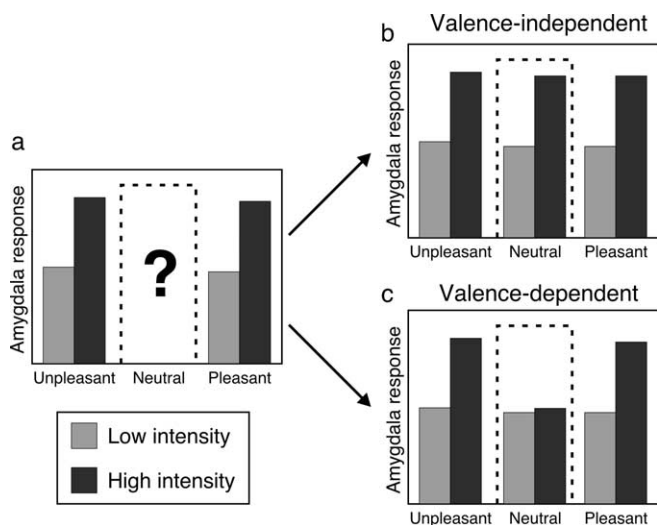 a
Amygdala response
?
Unpleasant Neutral Pleasant
Low intensity
High intensity
b
Valence-independent
Amygdala response
Unpleasant Neutral Pleasant
c
Valence-dependent
Amygdala response
Unpleasant Neutral Pleasant